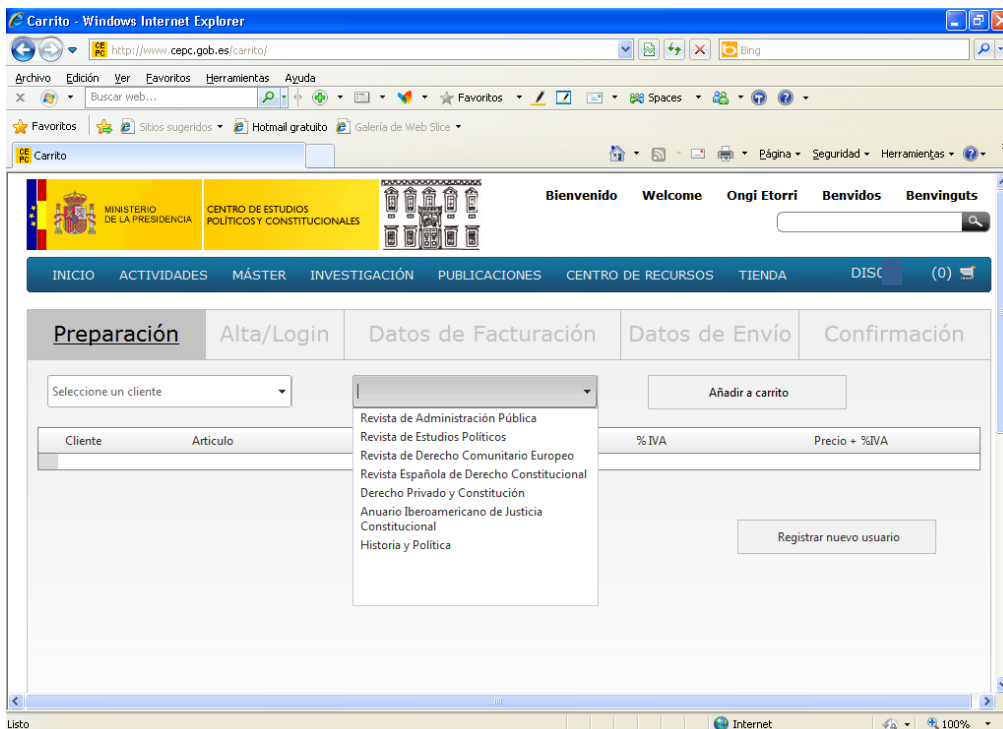 Carrito - Windows Internet Explorer
http://www.cepc.gob.es/carrito/
Bing
Archivo Edición Ver Favoritos Herramientas Ayuda
Buscar web...
Favoritos
Spaces
Favoritos Sitios sugeridos Hotmail gratuito Galería de Web Slice
CE PC Carrito
Página Seguridad Herramientas
MINISTERIO
DE LA PRESIDENCIA
CENTRO DE ESTUDIOS
POLÍTICOS Y CONSTITUCIONALES
Bienvenido Welcome Ongi Etorri Benvidos Benvinguts
INICIO ACTIVIDADES MÁSTER INVESTIGACIÓN PUBLICACIONES CENTRO DE RECURSOS TIENDA (0)
Preparación Alta/Login Datos de Facturación Datos de Envío Confirmación
Seleccione un cliente
Añadir a carrito
Cliente Articulo % IVA Precio + %IVA
Revista de Administración Pública
Revista de Estudios Políticos
Revista de Derecho Comunitario Europeo
Revista Española de Derecho Constitucional
Derecho Privado y Constitución
Anuario Iberoamericano de Justicia
Constitucional
Historia y Política
Registrar nuevo usuario
Listo Internet 100%